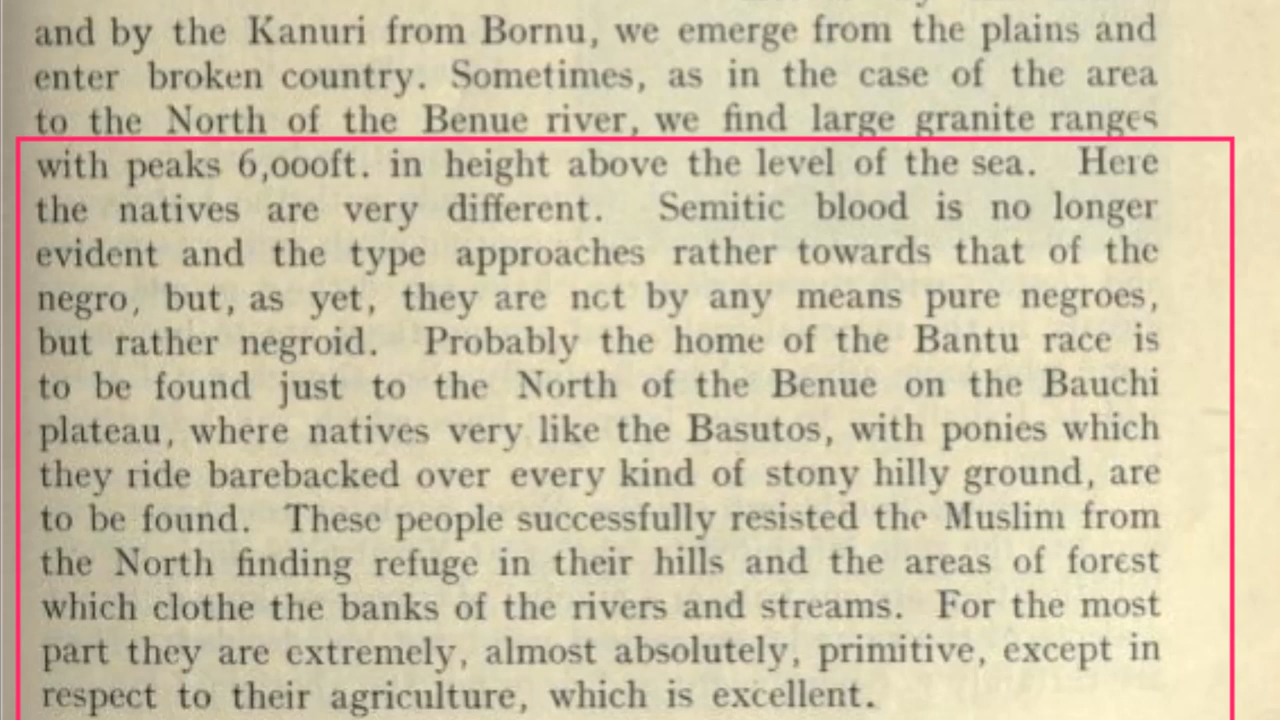 and by the Kanuri from Bornu, we emerge from the plains and
enter broken country. Sometimes, as in the case of the area
to the North of the Benue river, we find large granite ranges
with peaks 6,000ft. in height above the level of the sea. Here
the natives are very different. Semitic blood is no longer
evident and the type approaches rather towards that of the
negro, but, as yet, they are not by any means pure negroes,
but rather negroid. Probably the home of the Bantu race is
to be found just to the North of the Benue on the Bauchi
plateau, where natives very like the Basutos, with ponies which
they ride barebacked over every kind of stony hilly ground, are
to be found. These people successfully resisted the Muslim from
the North finding refuge in their hills and the areas of forest
which clothe the banks of the rivers and streams. For the most
part they are extremely, almost absolutely, primitive, except in
respect to their agriculture, which is excellent.